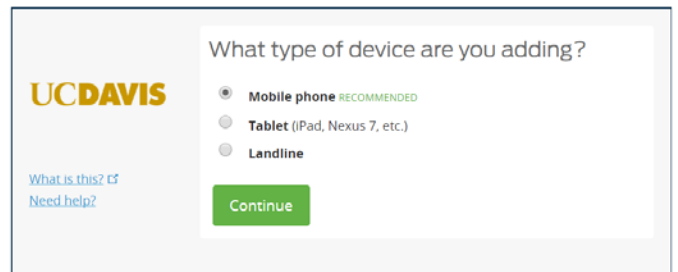 What type of device are you adding?
UCDAVIS
Mobile phone RECOMMENDED
Tablet (iPad, Nexus 7, etc.)
Landline
What is this?
Need help?
Continue